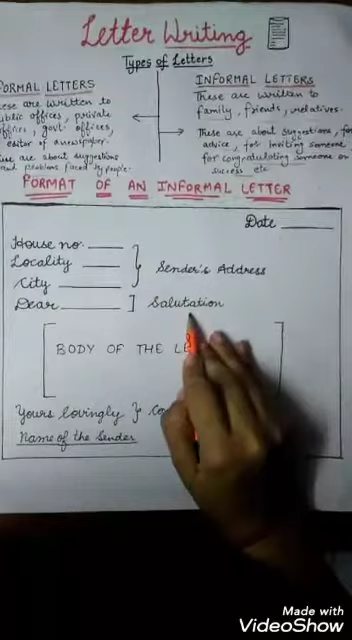 Letter Writing
Types of Letters
FORMAL LETTERS
These are written to
public offices, private
offices, govt. offices,
editor of a newspaper.
These are about suggestions
and problems faced by people.
INFORMAL LETTERS
These are written to
family, friends, relatives.
These are about suggestions, for
advice, for inviting someone
for congratulating someone on
success etc
FORMAT OF AN INFORMAL LETTER
Date
House no.
Locality
City
Sender's Address
Dear
Salutation
BODY OF THE
Yours lovingly
Name of the Sender
Made with
VideoShow